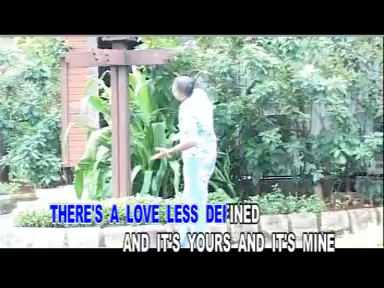 THERE'S A LOVE LESS DEFINED
AND IT'S YOURS AND IT'S MINE